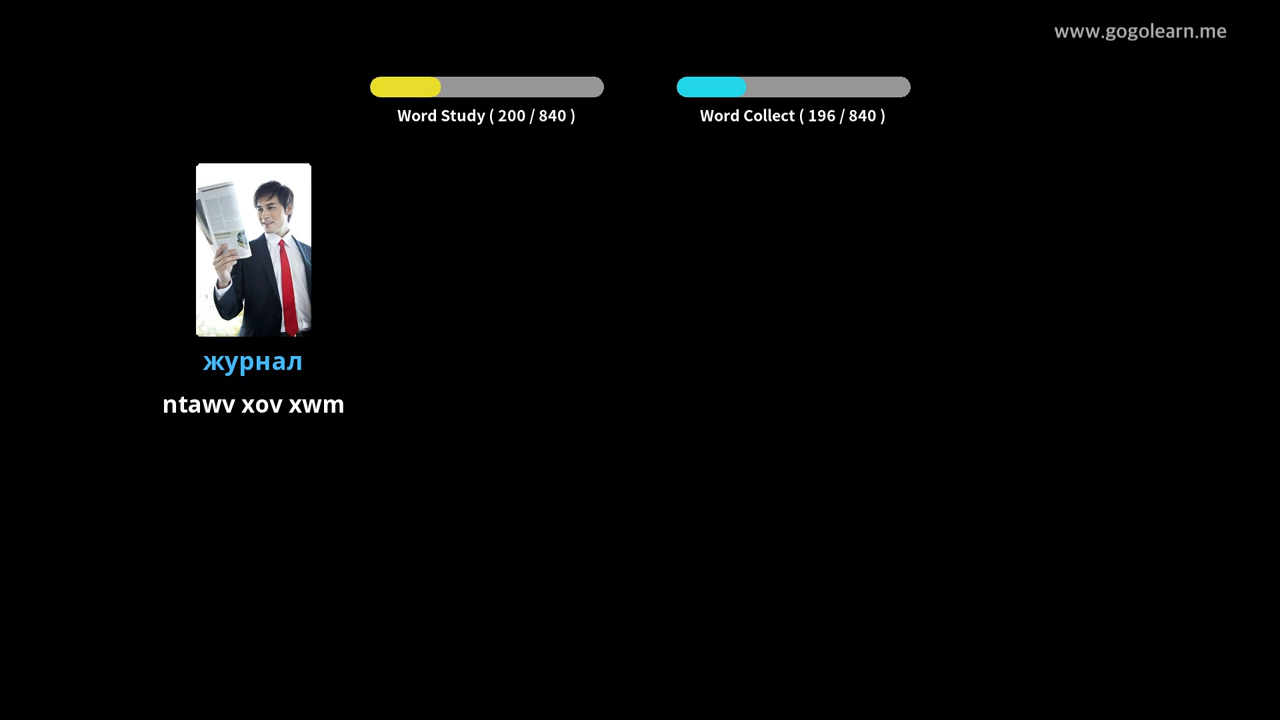 www.gogolearn.me
Word Study ( 200 / 840 )
Word Collect ( 196 / 840 )
журнал
ntawv xov xwm